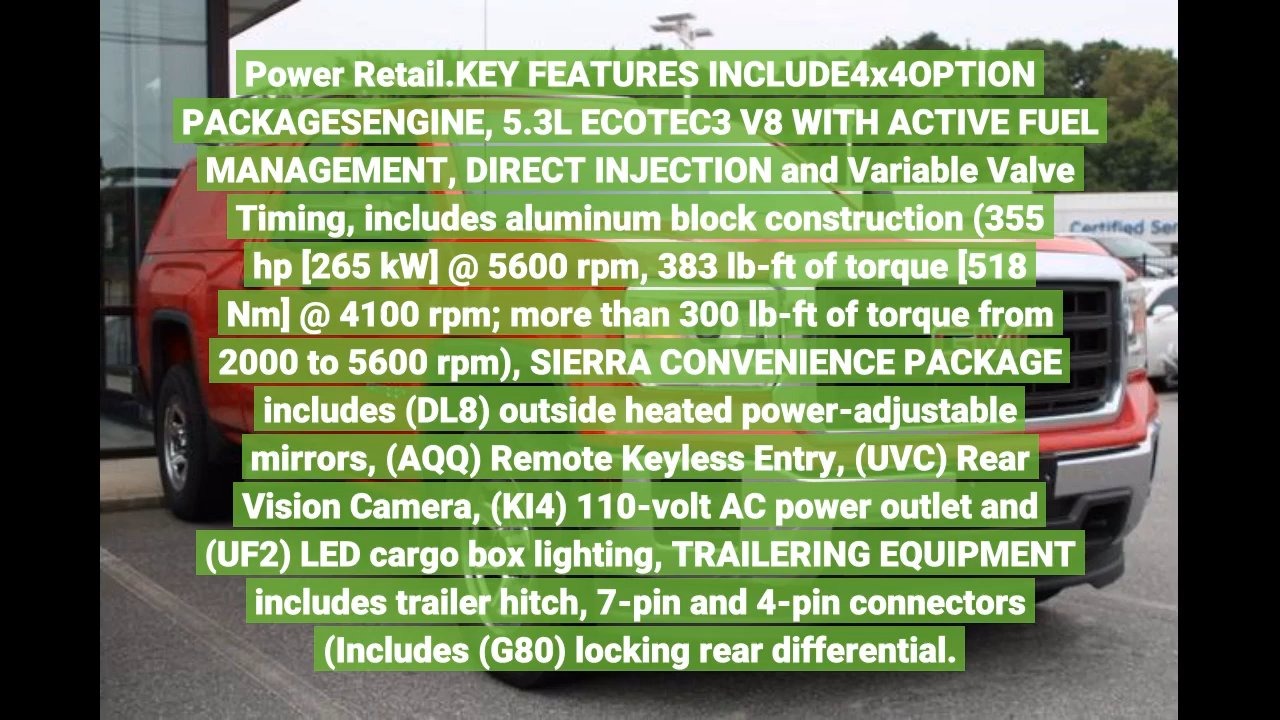 Power Retail.KEY FEATURES INCLUDE4x4OPTION
PACKAGESENGINE, 5.3L ECOTEC3 V8 WITH ACTIVE FUEL
MANAGEMENT, DIRECT INJECTION and Variable Valve
Timing, includes aluminum block construction (355
Certified Ser
hp [265 kW] @ 5600 rpm, 383 lb-ft of torque [518
Nm] @ 4100 rpm; more than 300 lb-ft of torque from
2000 to 5600 rpm), SIERRA CONVENIENCE PACKAGE
includes (DL8) outside heated power-adjustable
mirrors, (AQQ) Remote Keyless Entry, (UVC) Rear
Vision Camera, (KI4) 110-volt AC power outlet and
(UF2) LED cargo box lighting, TRAILERING EQUIPMENT
includes trailer hitch, 7-pin and 4-pin connectors
(Includes (G80) locking rear differential.